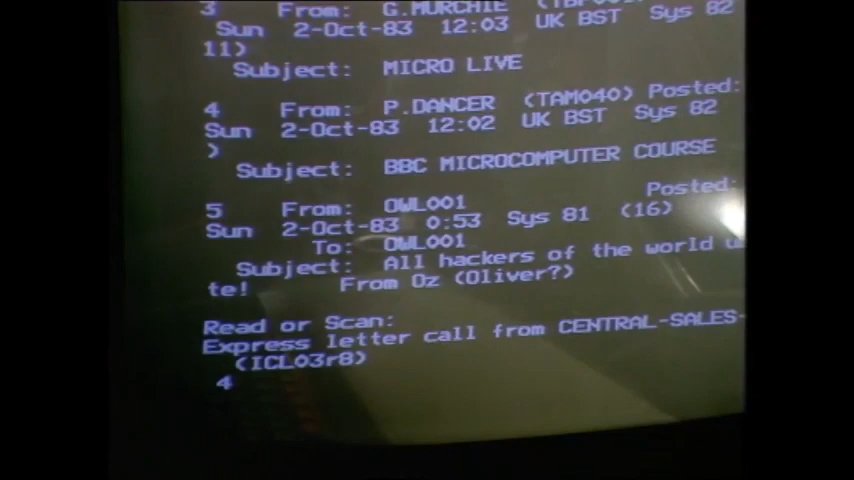 3 From: G.MURCHIE
Sun 2-Oct-83 12:03 UK BST Sys 82
11)
Subject: MICRO LIVE
4 From: P.DANCER (TAM040) Posted:
Sun 2-Oct-83 12:02 UK BST Sys 82
)
Subject: BBC MICROCOMPUTER COURSE
5 From: OWL001 Posted:
Sun 2-Oct-83 0:53 Sys 81 (16)
To: OWL001
Subject: All hackers of the world u
te! From Oz (Oliver?)
Read or Scan:
Express letter call from CENTRAL-SALES-
(ICL03r8)
4